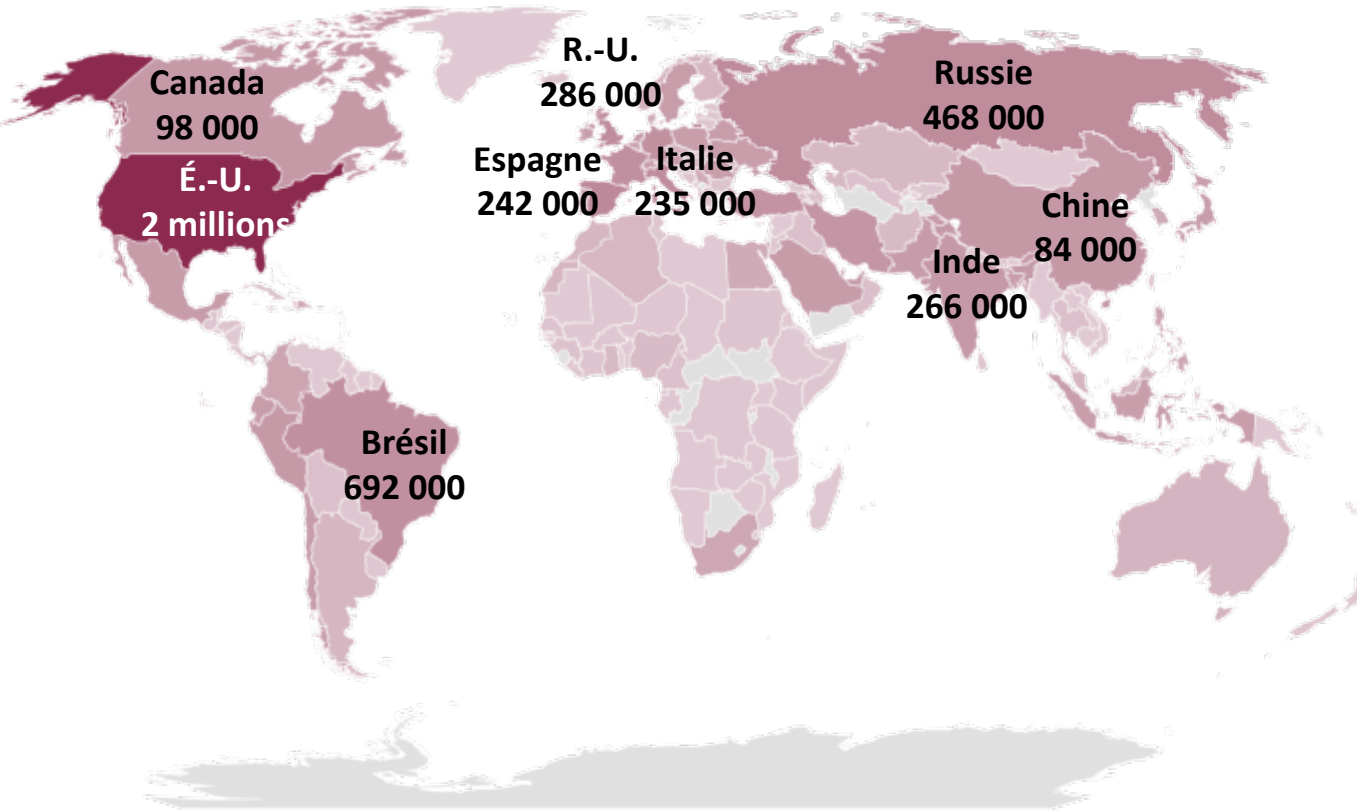 R.-U.
286 000
Canada
98 000
Russie
468 000
Espagne
242 000
Italie
235 000
É.-U.
2 millions
Chine
84 000
Inde
266 000
Brésil
692 000